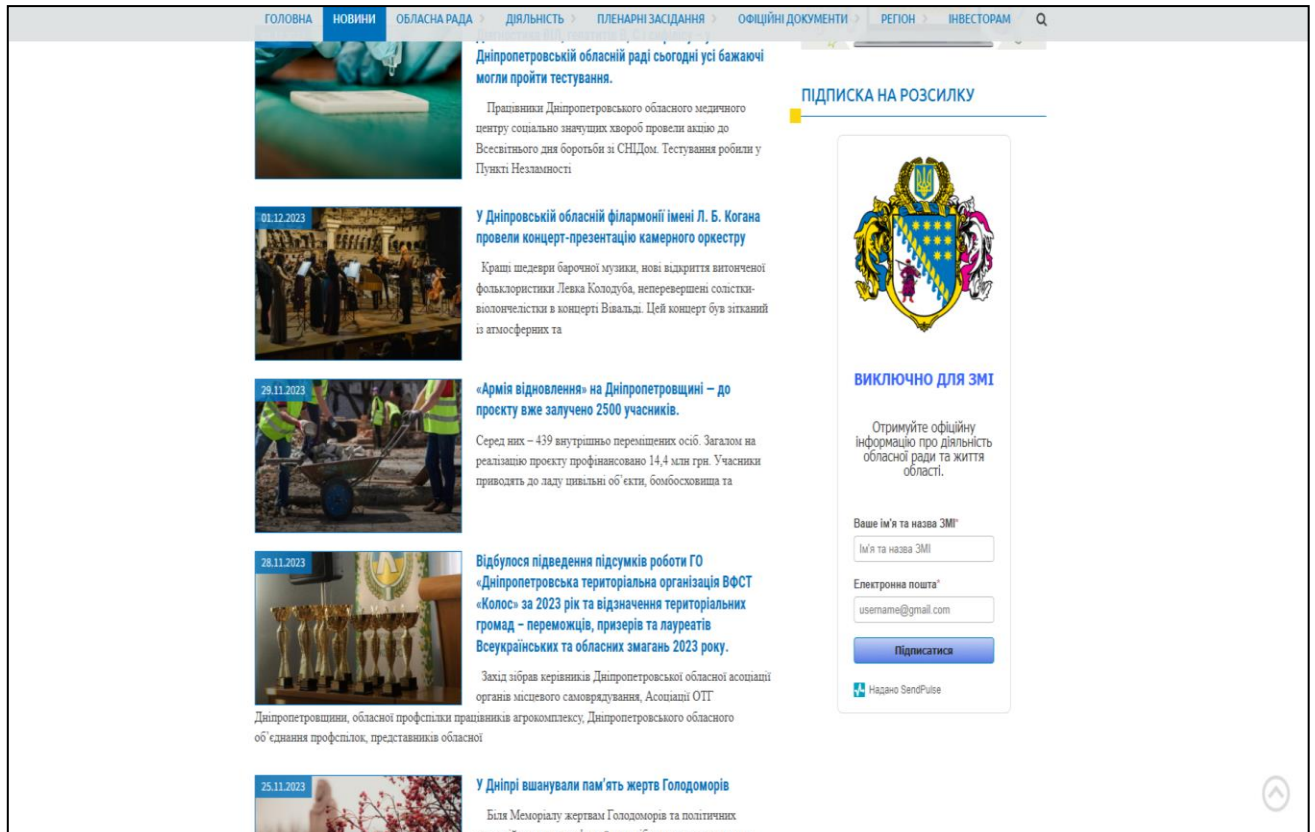 ГОЛОВНА НОВИНИ ОБЛАСНА РАДА ДІЯЛЬНІСТЬ ПЛЕНАРНІ ЗАСІДАННЯ ОФІЦІЙНІ ДОКУМЕНТИ РЕГІОН ІНВЕСТОРАМ
Дніпропетровській обласній раді сьогодні усі бажаючі
могли пройти тестування.
Працівники Дніпропетровського обласного медичного
центру соціально значущих хвороб провели акцію до
Всесвітнього дня боротьби зі СНІДом. Тестування робили у
Пункті Незламності
01.12.2023
У Дніпровській обласній філармонії імені Л. Б. Когана
провели концерт-презентацію камерного оркестру
Кращі шедеври барочної музики, нові відкриття витонченої
фольклористики Левка Колодуба, неперевершені солістки-
віолончелістки в концерті Вівальді. Цей концерт був зітканий
із атмосферних та
29.11.2023
«Армія відновлення» на Дніпропетровщині – до
проєкту вже залучено 2500 учасників.
Серед них – 439 внутрішньо переміщених осіб. Загалом на
реалізацію проєкту профінансовано 14,4 млн грн. Учасники
приводять до ладу цивільні об’єкти, бомбосховища та
28.11.2023
Відбулося підведення підсумків роботи ГО
«Дніпропетровська територіальна організація ВФСТ
«Колос» за 2023 рік та відзначення територіальних
громад – переможців, призерів та лауреатів
Всеукраїнських та обласних змагань 2023 року.
Захід зібрав керівників Дніпропетровської обласної асоціації
органів місцевого самоврядування, Асоціації ОТГ
Дніпропетровщини, обласної профспілки працівників агрокомплексу, Дніпропетровського обласного
об’єднання профспілок, представників обласної
25.11.2023
У Дніпрі вшанували пам’ять жертв Голодоморів
Біля Меморіалу жертвам Голодоморів та політичних
ПІДПИСКА НА РОЗСИЛКУ
ВИКЛЮЧНО ДЛЯ ЗМІ
Отримуйте офіційну
інформацію про діяльність
обласної ради та життя
області.
Ваше ім'я та назва ЗМІ*
Ім'я та назва ЗМІ
Електронна пошта*
username@gmail.com
Підписатися
Надано SendPulse